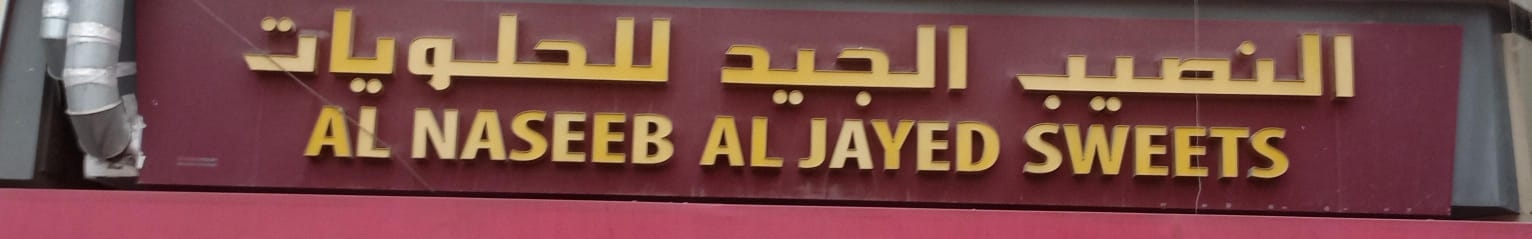 النصيب الجيد للحلويات
AL NASEEB AL JAYED SWEETS